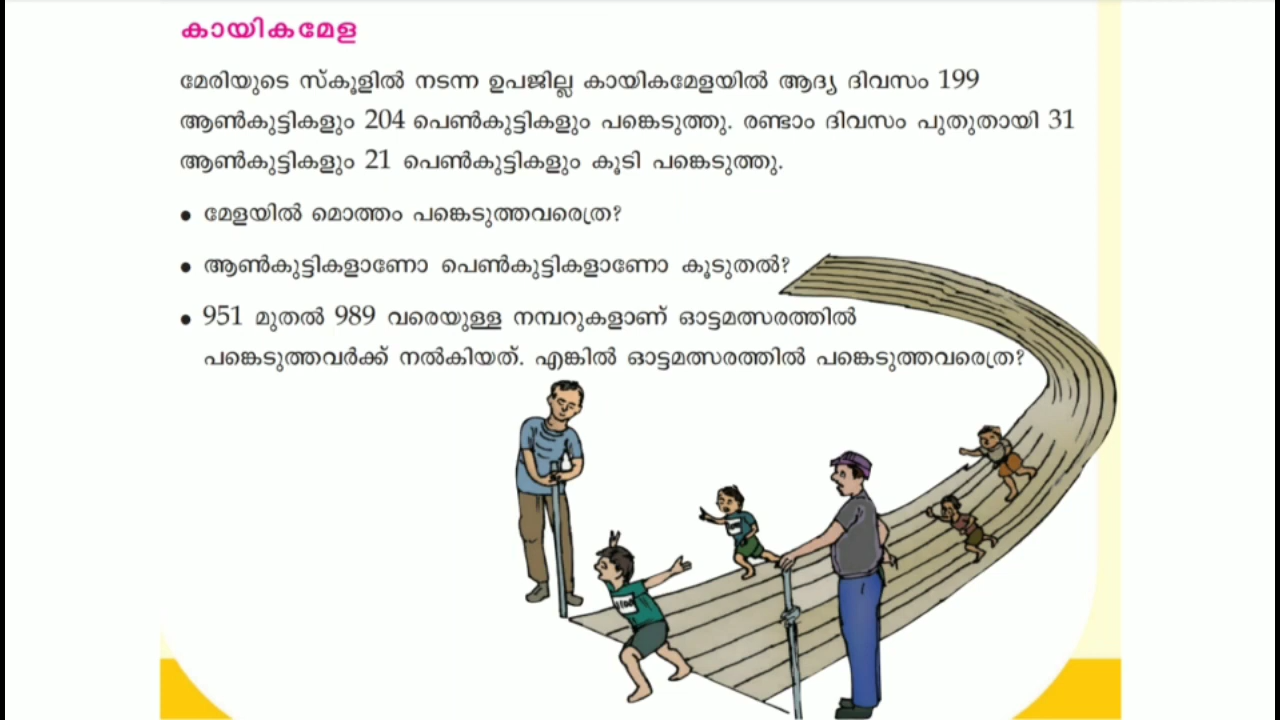 കായികമേള
മേരിയുടെ സ്കൂളിൽ നടന്ന ഉപജില്ല കായികമേളയിൽ ആദ്യ ദിവസം 199
ആൺകുട്ടികളും 204 പെൺകുട്ടികളും പങ്കെടുത്തു. രണ്ടാം ദിവസം പുതുതായി 31
ആൺകുട്ടികളും 21 പെൺകുട്ടികളും കൂടി പങ്കെടുത്തു.
• മേളയിൽ മൊത്തം പങ്കെടുത്തവരെത്ര?
• ആൺകുട്ടികളാണോ പെൺകുട്ടികളാണോ കൂടുതൽ?
• 951 മുതൽ 989 വരെയുള്ള നമ്പറുകളാണ് ഓട്ടമത്സരത്തിൽ
പങ്കെടുത്തവർക്ക് നൽകിയത്. എങ്കിൽ ഓട്ടമത്സരത്തിൽ പങ്കെടുത്തവരെത്ര?